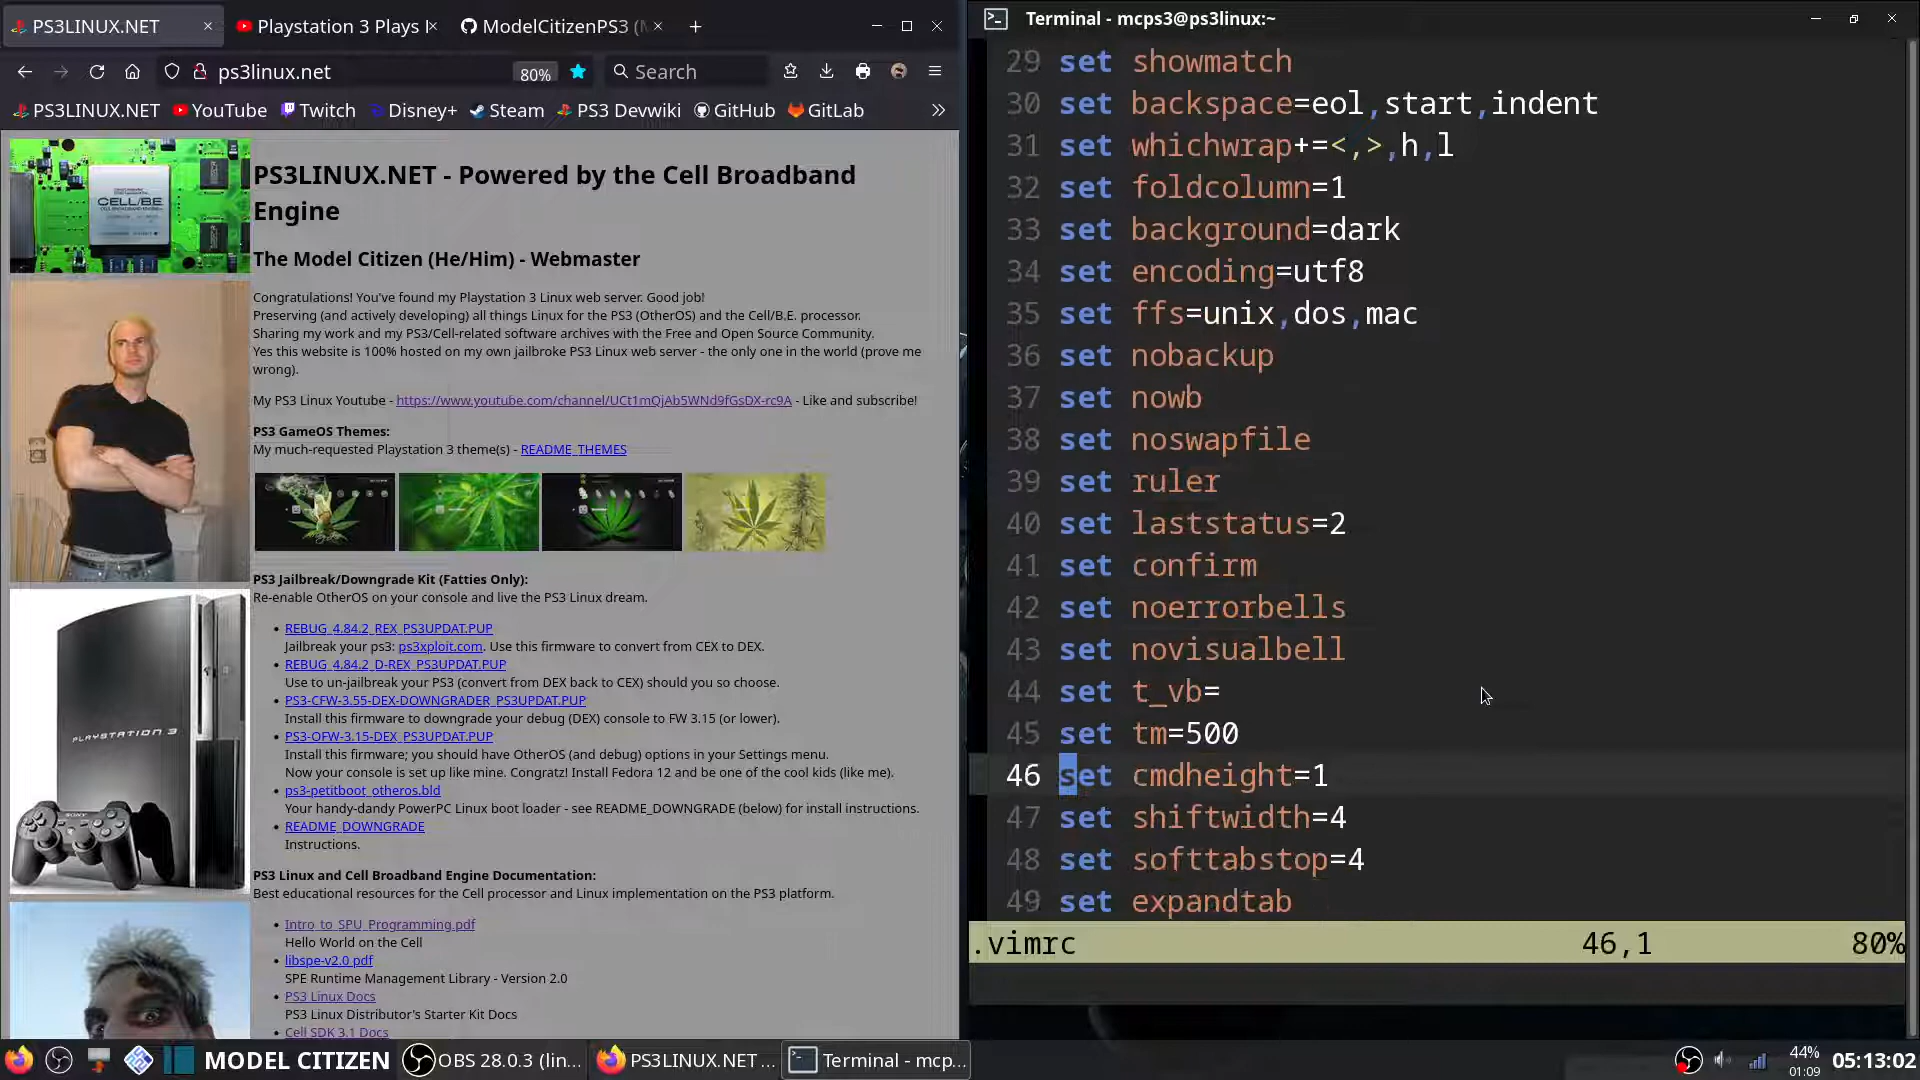 PS3LINUX.NET
Playstation 3 Plays
ModelCitizenPS3 (
ps3linux.net
80%
Search
PS3LINUX.NET
YouTube
Twitch
Disney+
Steam
PS3 Devwiki
GitHub
GitLab
CELL/BE
PS3LINUX.NET - Powered by the Cell Broadband
Engine
The Model Citizen (He/Him) - Webmaster
Congratulations! You've found my Playstation 3 Linux web server. Good job!
Preserving (and actively developing) all things Linux for the PS3 (OtherOS) and the Cell/B.E. processor.
Sharing my work and my PS3/Cell-related software archives with the Free and Open Source Community.
Yes this website is 100% hosted on my own jailbroke PS3 Linux web server - the only one in the world (prove me
wrong).
My PS3 Linux Youtube - https://www.youtube.com/channel/UCt1mQjAb5WNd9fGsDX-rc9A - Like and subscribe!
PS3 GameOS Themes:
My much-requested Playstation 3 theme(s) - README_THEMES
PS3 Jailbreak/Downgrade Kit (Fatties Only):
Re-enable OtherOS on your console and live the PS3 Linux dream.
REBUG_4.84.2_REX_PS3UPDAT.PUP
Jailbreak your ps3: ps3xploit.com. Use this firmware to convert from CEX to DEX.
REBUG_4.84.2_D-REX_PS3UPDAT.PUP
Use to un-jailbreak your PS3 (convert from DEX back to CEX) should you so choose.
PS3-CFW-3.55-DEX-DOWNGRADER_PS3UPDAT.PUP
Install this firmware to downgrade your debug (DEX) console to FW 3.15 (or lower).
PS3-OFW-3.15-DEX_PS3UPDAT.PUP
Install this firmware; you should have OtherOS (and debug) options in your Settings menu.
Now your console is set up like mine. Congratz! Install Fedora 12 and be one of the cool kids (like me).
ps3-petitboot_otheros.bld
Your handy-dandy PowerPC Linux boot loader - see README_DOWNGRADE (below) for install instructions.
README_DOWNGRADE
Instructions.
PLAYSTATION 3
PS3 Linux and Cell Broadband Engine Documentation:
Best educational resources for the Cell processor and Linux implementation on the PS3 platform.
Intro_to_SPU_Programming.pdf
Hello World on the Cell
libspe-v2.0 pdf
SPE Runtime Management Library - Version 2.0
PS3 Linux Docs
PS3 Linux Distributor's Starter Kit Docs
Cell SDK 3.1 Docs
Terminal - mcps3@ps3linux:~
29 set showmatch
30 set backspace=eol,start,indent
31 set whichwrap+=<,>,h,l
32 set foldcolumn=1
33 set background=dark
34 set encoding=utf8
35 set ffs=unix,dos,mac
36 set nobackup
37 set nowb
38 set noswapfile
39 set ruler
40 set laststatus=2
41 set confirm
42 set noerrorbells
43 set novisualbell
44 set t_vb=
45 set tm=500
46 set cmdheight=1
47 set shiftwidth=4
48 set softtabstop=4
49 set expandtab
.vimrc 46,1 80%
MODEL CITIZEN
OBS 28.0.3 (lin...
PS3LINUX.NET ...
Terminal - mcp...
44%
01:09
05:13:02